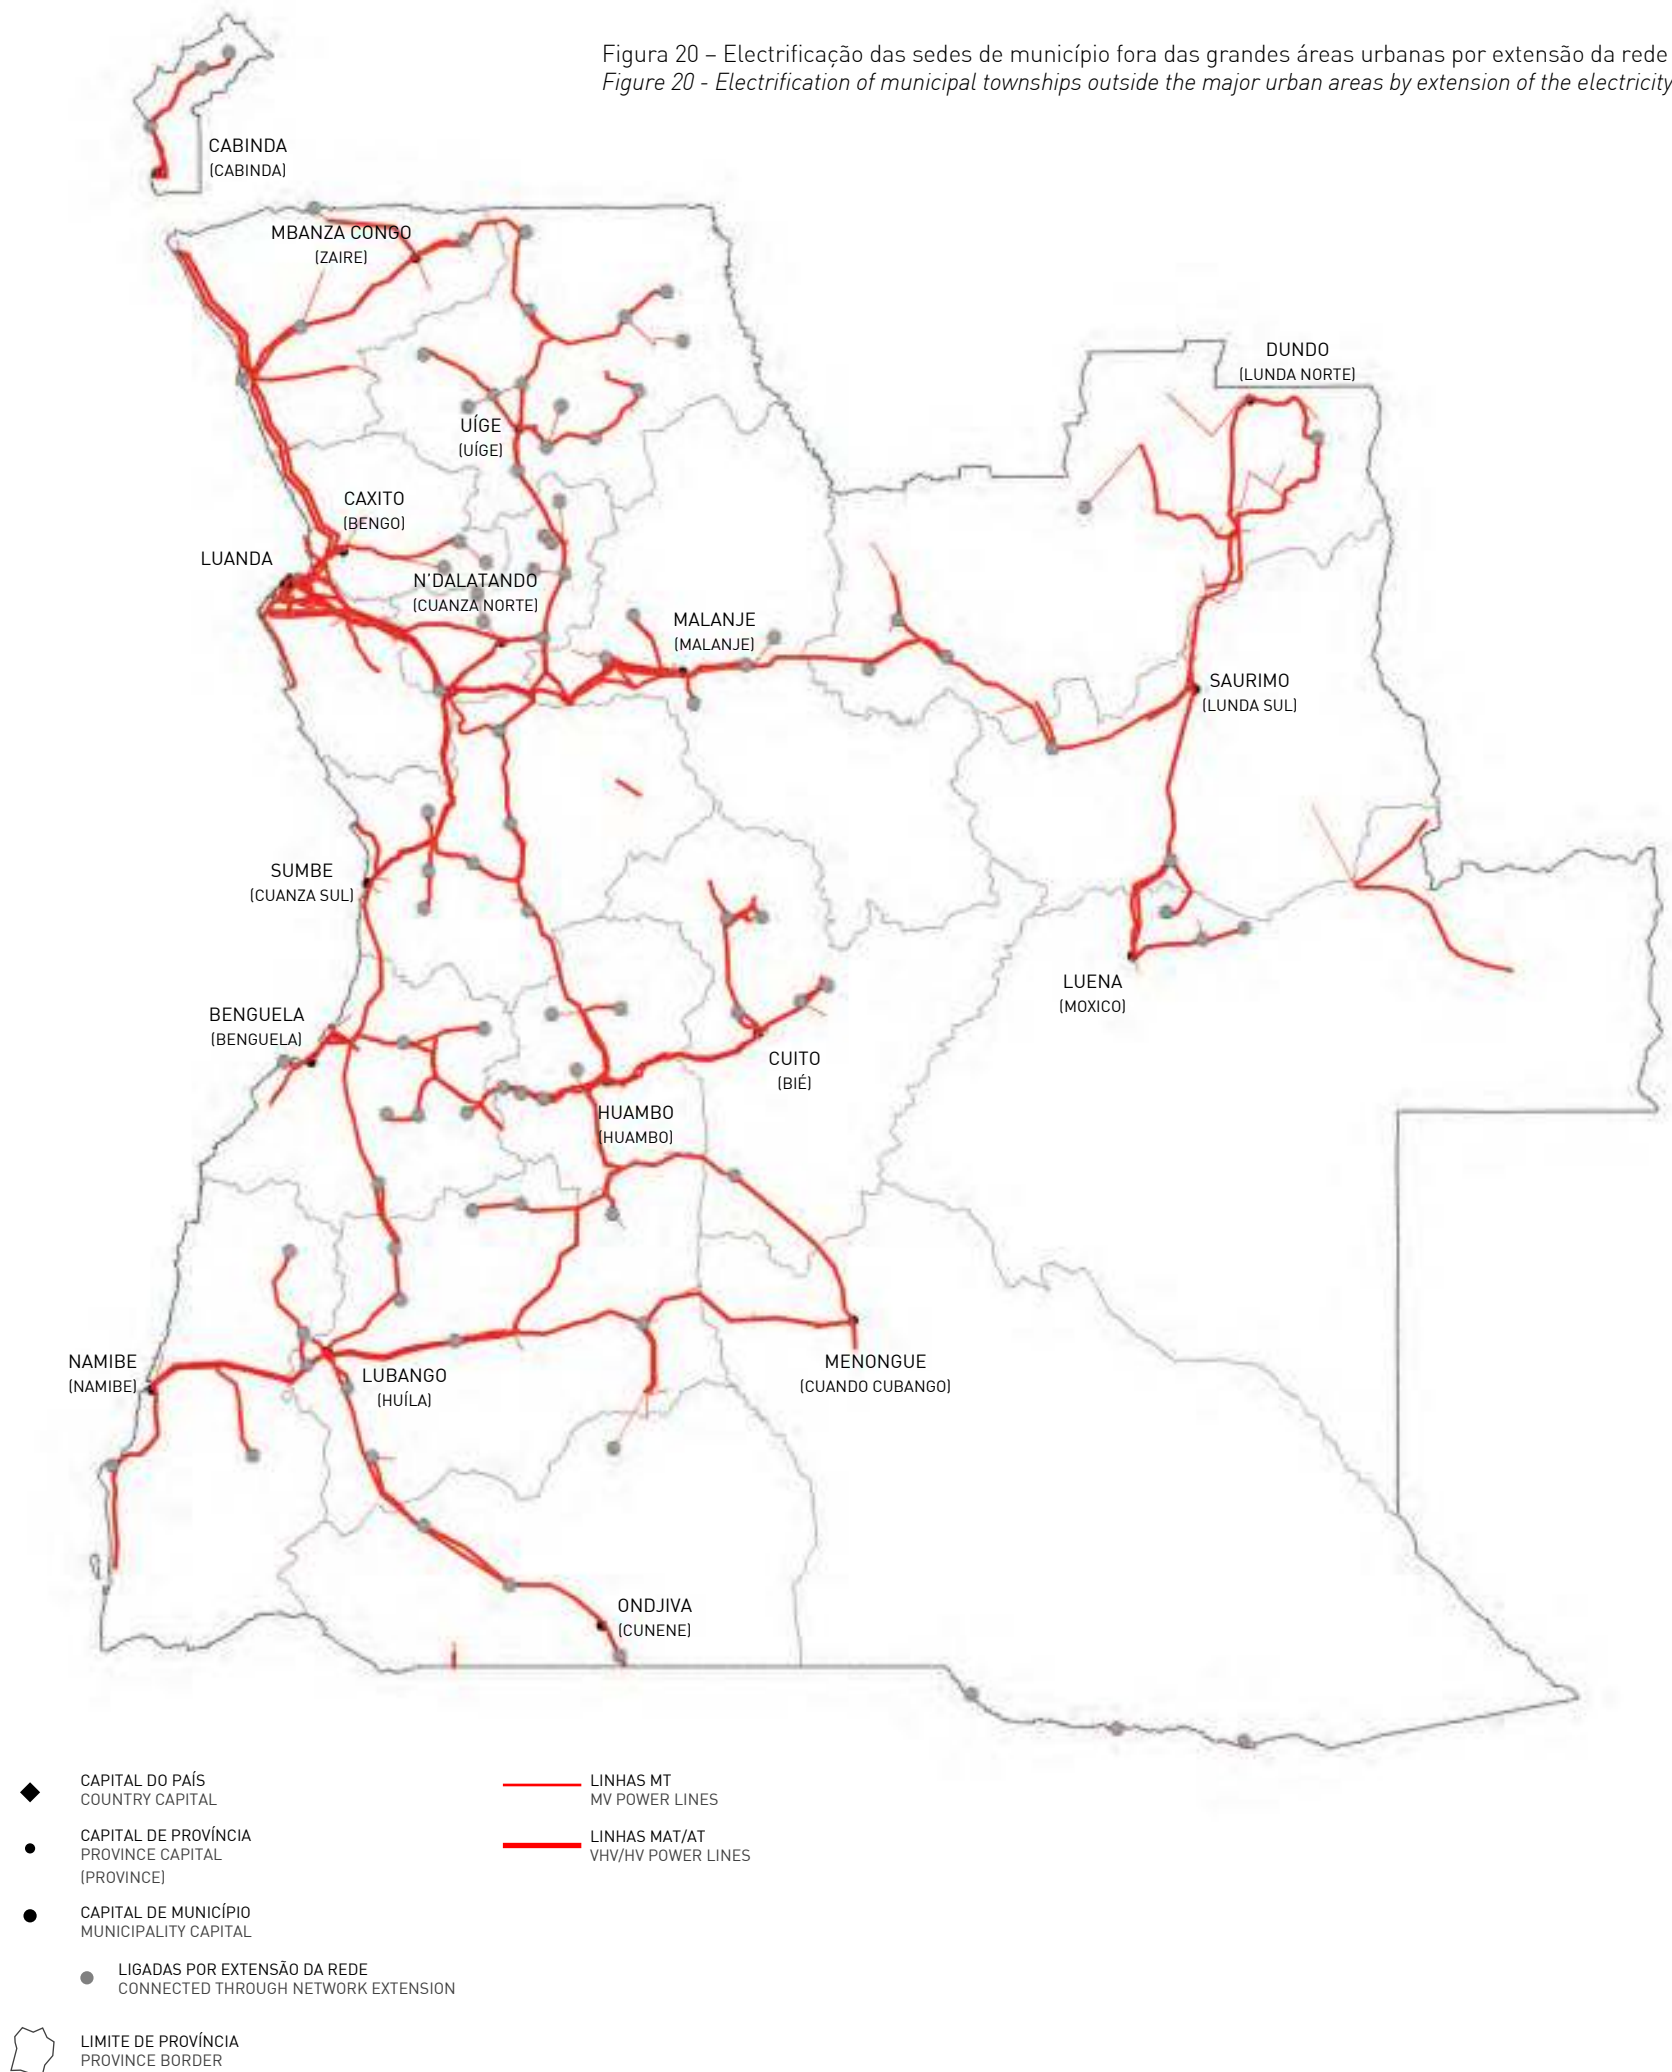 Figura 20 – Electrificação das sedes de município fora das grandes áreas urbanas por extensão da rede
Figure 20 - Electrification of municipal townships outside the major urban areas by extension of the electricity
CABINDA
(CABINDA)
MBANZA CONGO
(ZAIRE)
DUNDO
(LUNDA NORTE)
UÍGE
(UÍGE)
CAXITO
(BENGO)
LUANDA
N'DALATANDO
(CUANZA NORTE)
MALANJE
(MALANJE)
SAURIMO
(LUNDA SUL)
SUMBE
(CUANZA SUL)
LUENA
(MOXICO)
BENGUELA
(BENGUELA)
CUITO
(BIÉ)
HUAMBO
(HUAMBO)
NAMIBE
(NAMIBE)
LUBANGO
(HUÍLA)
MENONGUE
(CUANDO CUBANGO)
ONDJIVA
(CUNENE)
CAPITAL DO PAÍS
COUNTRY CAPITAL
CAPITAL DE PROVÍNCIA
PROVINCE CAPITAL
(PROVINCE)
CAPITAL DE MUNICÍPIO
MUNICIPALITY CAPITAL
LIGADAS POR EXTENSÃO DA REDE
CONNECTED THROUGH NETWORK EXTENSION
LIMITE DE PROVÍNCIA
PROVINCE BORDER
LINHAS MT
MV POWER LINES
LINHAS MAT/AT
VHV/HV POWER LINES